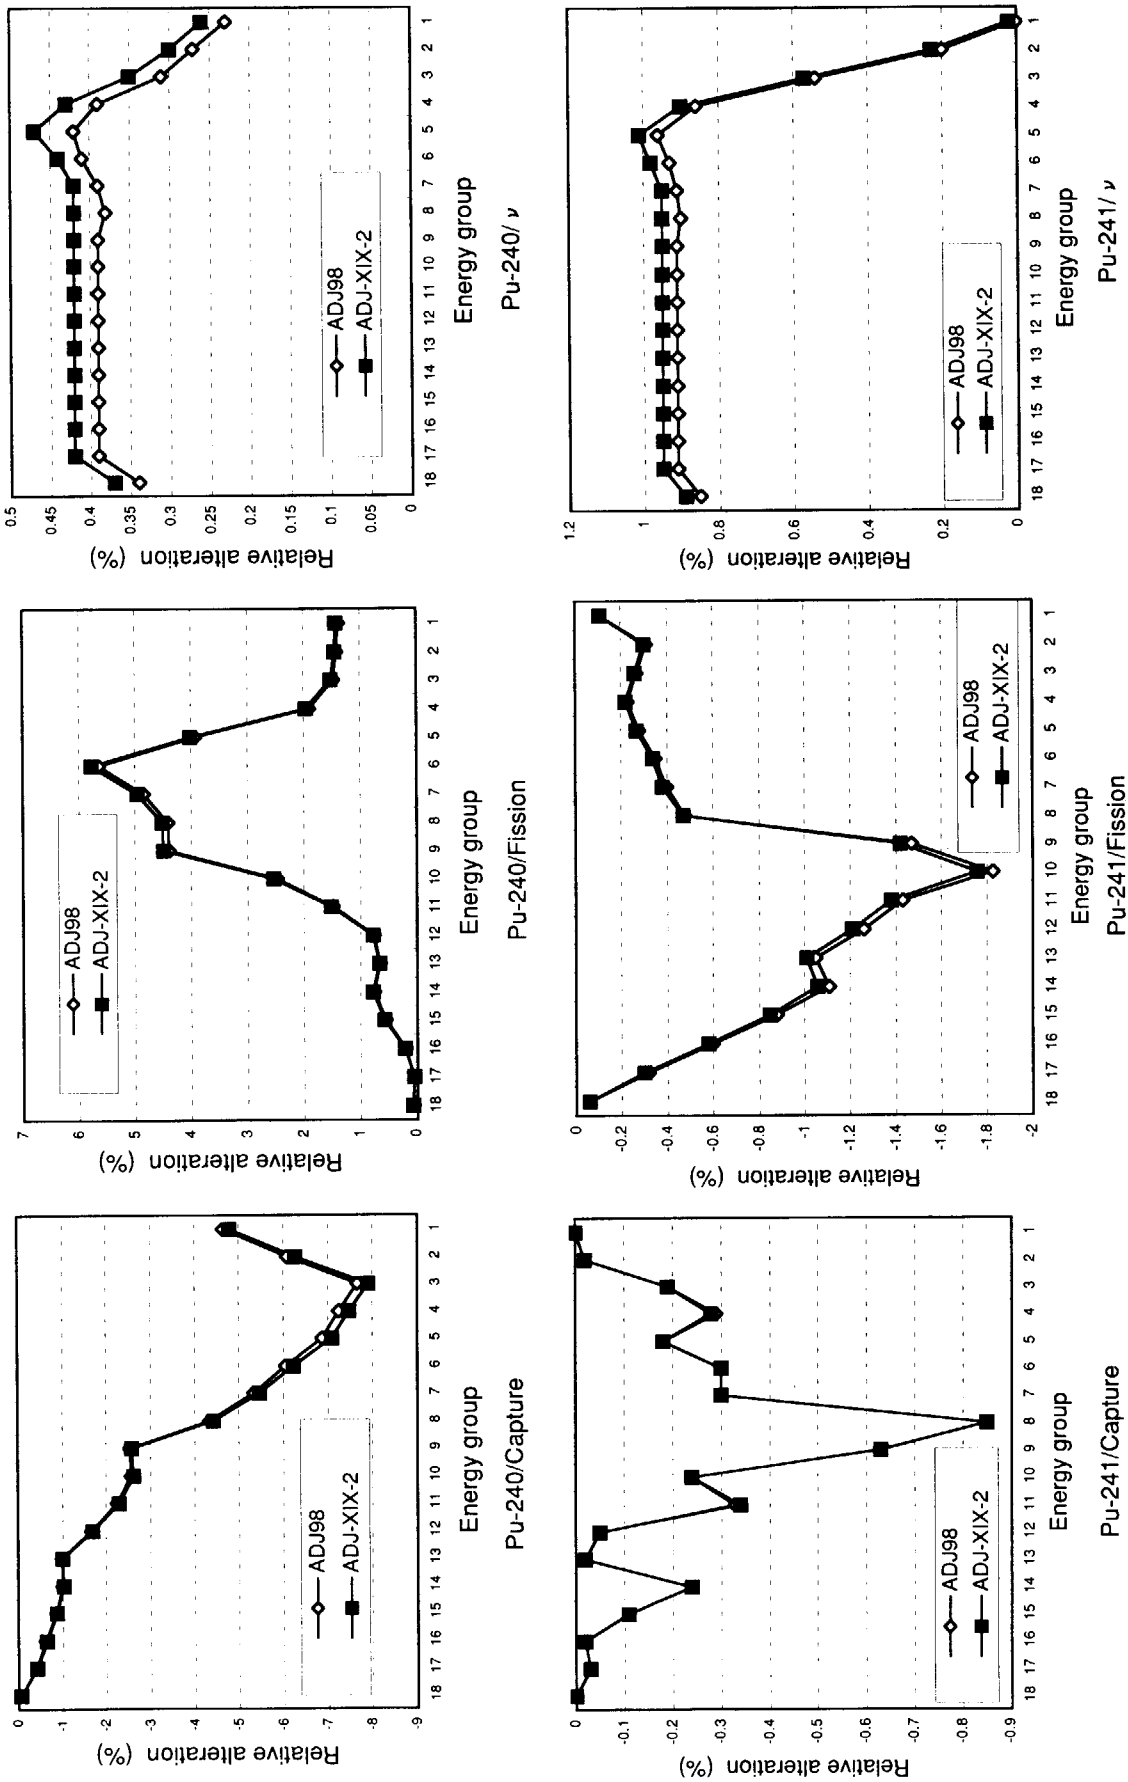 Relative alteration (%)
0
-1
-2
-3
-4
-5
-6
-7
-8
-9
ADJ98
ADJ-XIX-2
18 17 16 15 14 13 12 11 10 9 8 7 6 5 4 3 2 1
Energy group
Pu-240/Capture
Relative alteration (%)
7
6
5
4
3
2
1
0
ADJ98
ADJ-XIX-2
18 17 16 15 14 13 12 11 10 9 8 7 6 5 4 3 2 1
Energy group
Pu-240/Fission
Relative alteration (%)
0.5
0.45
0.4
0.35
0.3
0.25
0.2
0.15
0.1
0.05
0
ADJ98
ADJ-XIX-2
18 17 16 15 14 13 12 11 10 9 8 7 6 5 4 3 2 1
Energy group
Pu-240/ν
Relative alteration (%)
0
-0.1
-0.2
-0.3
-0.4
-0.5
-0.6
-0.7
-0.8
-0.9
ADJ98
ADJ-XIX-2
18 17 16 15 14 13 12 11 10 9 8 7 6 5 4 3 2 1
Energy group
Pu-241/Capture
Relative alteration (%)
0
-0.2
-0.4
-0.6
-0.8
-1
-1.2
-1.4
-1.6
-1.8
-2
ADJ98
ADJ-XIX-2
18 17 16 15 14 13 12 11 10 9 8 7 6 5 4 3 2 1
Energy group
Pu-241/Fission
Relative alteration (%)
1.2
1
0.8
0.6
0.4
0.2
0
ADJ98
ADJ-XIX-2
18 17 16 15 14 13 12 11 10 9 8 7 6 5 4 3 2 1
Energy group
Pu-241/ν